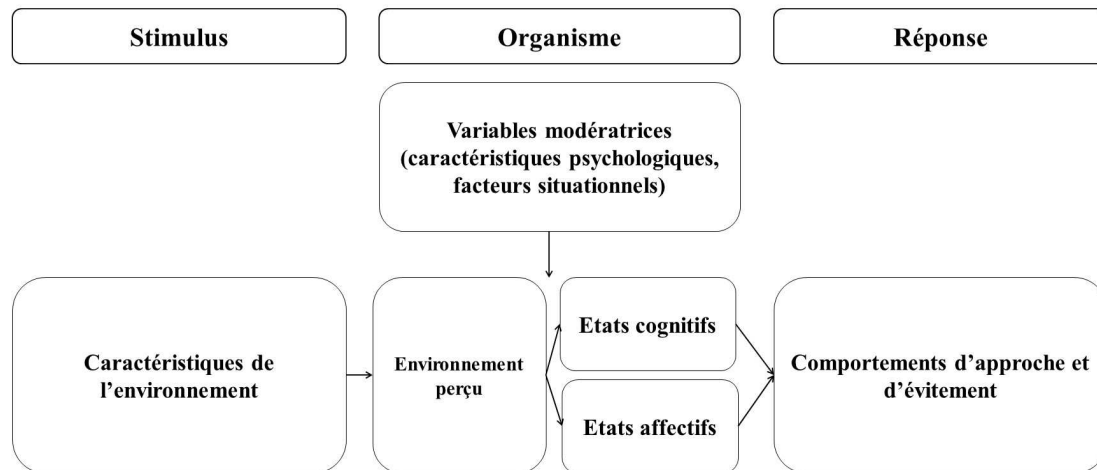 Stimulus
Organisme
Réponse
Variables modératrices
(caractéristiques psychologiques,
facteurs situationnels)
Caractéristiques de
l'environnement
Environnement
perçu
Etats cognitifs
Etats affectifs
Comportements d'approche et
d'évitement